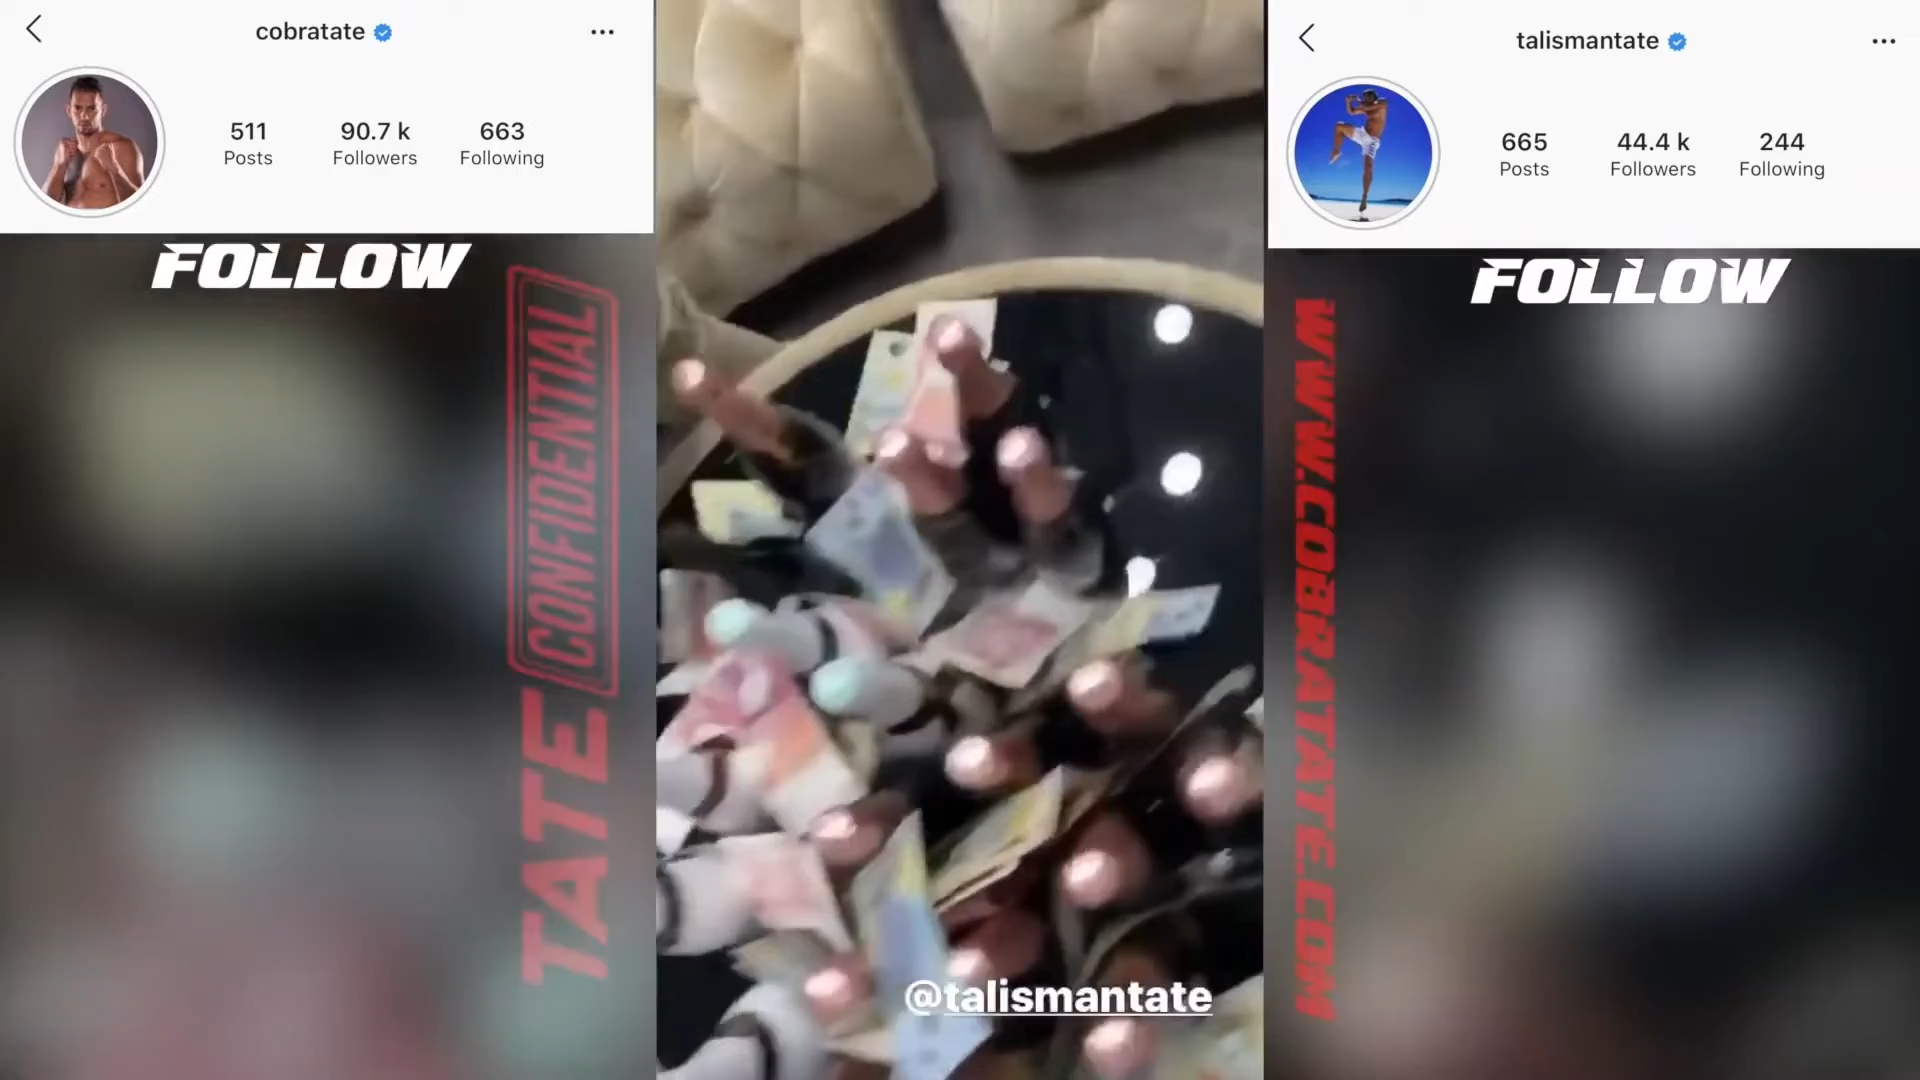 cobratate
511
90.7 k
663
Posts
Followers
Following
FOLLOW
TATE CONFIDENTIAL
@talismantate
talismantate
665
44.4 k
244
Posts
Followers
Following
FOLLOW
WWW.COBRATATE.COM